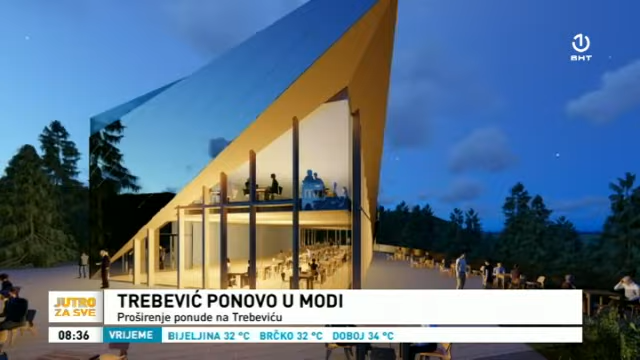 1
BHT
JUTRO
ZA SVE
TREBEVIĆ PONOVO U MODI
Proširenje ponude na Trebeviću
08:36 VRIJEME BIJELJINA 32 °C BRČKO 32 °C DOBOJ 34 °C